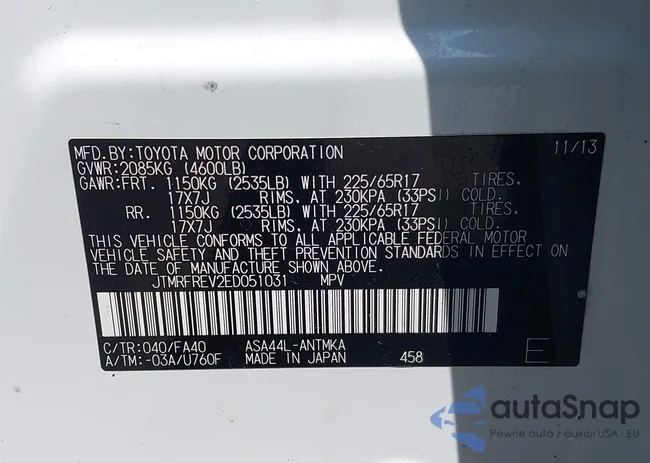 MFD.BY:TOYOTA MOTOR CORPORATION 11/13
GVWR:2085KG (4600LB)
GAWR:FRT. 1150KG (2535LB) WITH 225/65R17 TIRES,
17X7J RIMS, AT 230KPA (33PSI) COLD.
RR. 1150KG (2535LB) WITH 225/65R17 TIRES,
17X7J RIMS, AT 230KPA (33PSI) COLD.
THIS VEHICLE CONFORMS TO ALL APPLICABLE FEDERAL MOTOR
VEHICLE SAFETY AND THEFT PREVENTION STANDARDS IN EFFECT ON
THE DATE OF MANUFACTURE SHOWN ABOVE.
JTMRFREV2ED051031 MPV
C/TR:040/FA40 ASA44L-ANTMKA
A/TM:-03A/U760F MADE IN JAPAN 458 E
autaSnap
Pewne auta z aukcji USA · EU